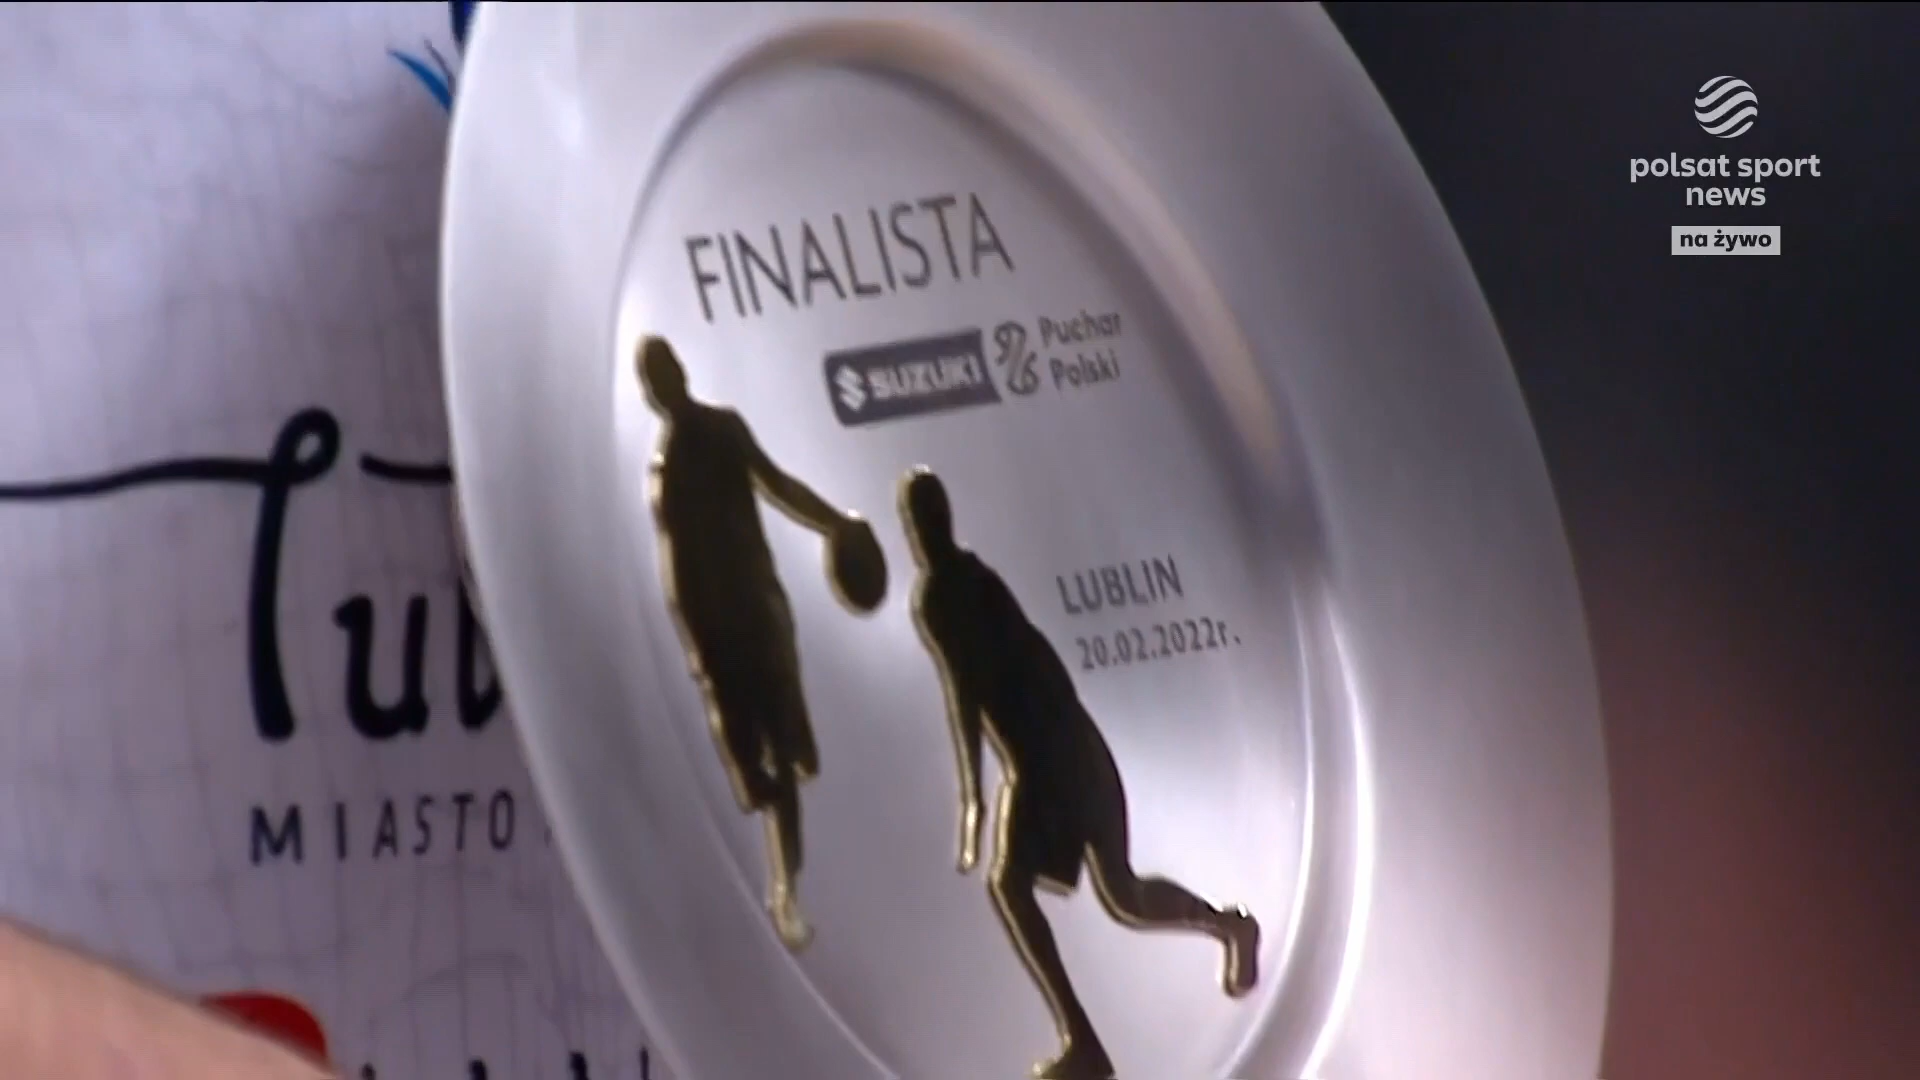 polsat sport
news
na żywo
FINALISTA
SUZUKI Puchar
Polski
LUBLIN
20.02.2022r.
MIASTO